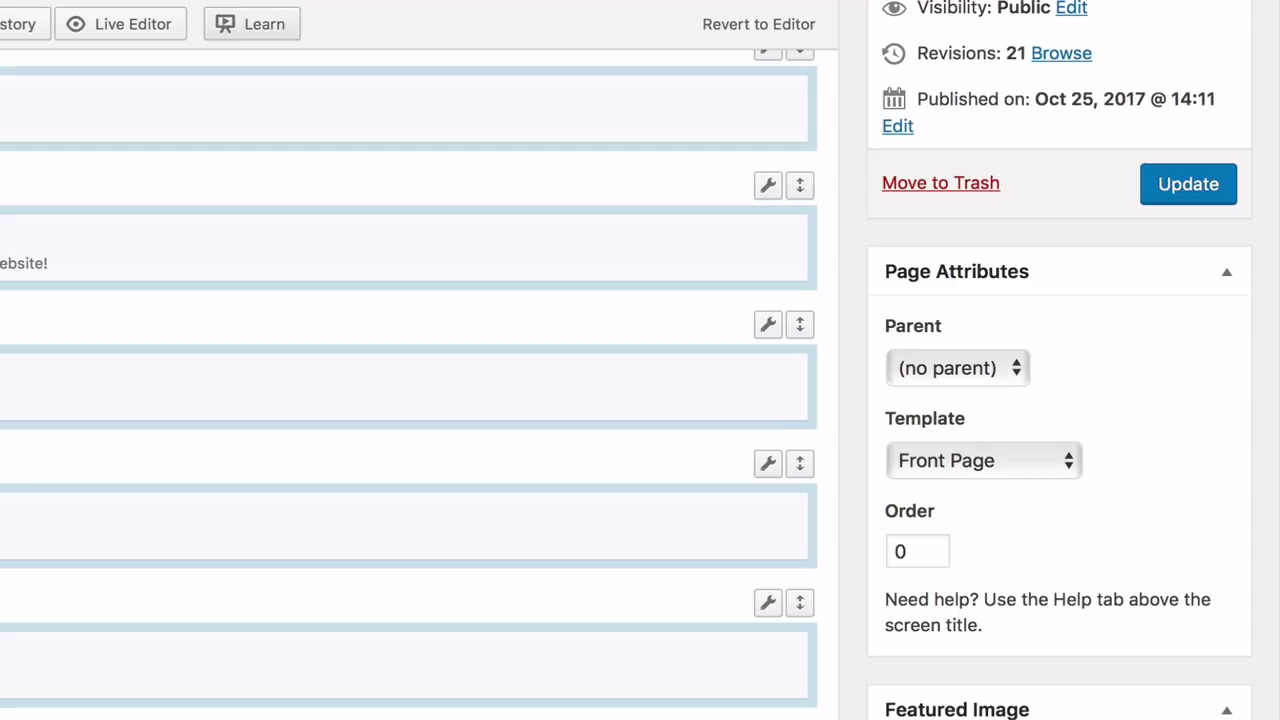 story
Live Editor
Learn
Revert to Editor
ebsite!
Visibility: Public Edit
Revisions: 21 Browse
Published on: Oct 25, 2017 @ 14:11
Edit
Move to Trash
Update
Page Attributes
Parent
(no parent)
Template
Front Page
Order
0
Need help? Use the Help tab above the
screen title.
Featured Image